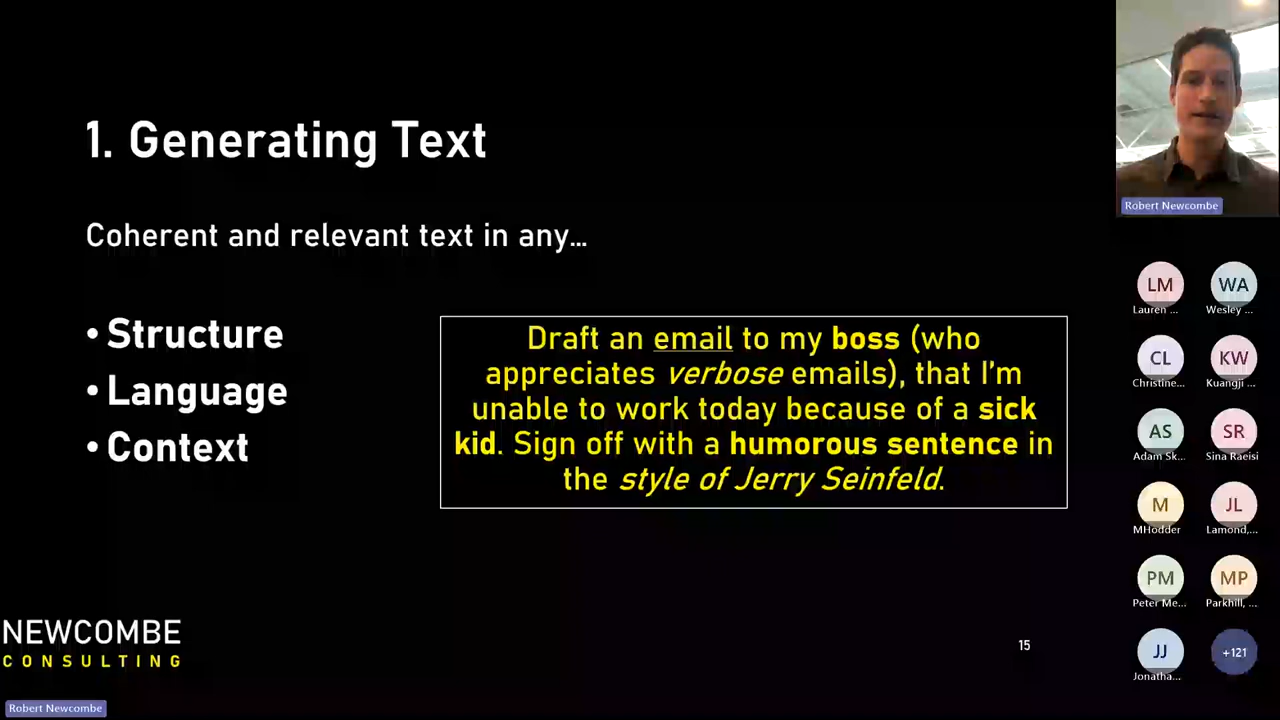 1. Generating Text
Coherent and relevant text in any...
• Structure
• Language
• Context
Draft an email to my boss (who
appreciates verbose emails), that I'm
unable to work today because of a sick
kid. Sign off with a humorous sentence in
the style of Jerry Seinfeld.
NEWCOMBE
CONSULTING
15
Robert Newcombe
Robert Newcombe
LM WA
Lauren ... Wesley ...
CL KW
Christine... Kuangji ...
AS SR
Adam Sk... Sina Raeisi
M JL
MHodder Lamond,...
PM MP
Peter Me... Parkhill, ...
JJ +121
Jonatha...